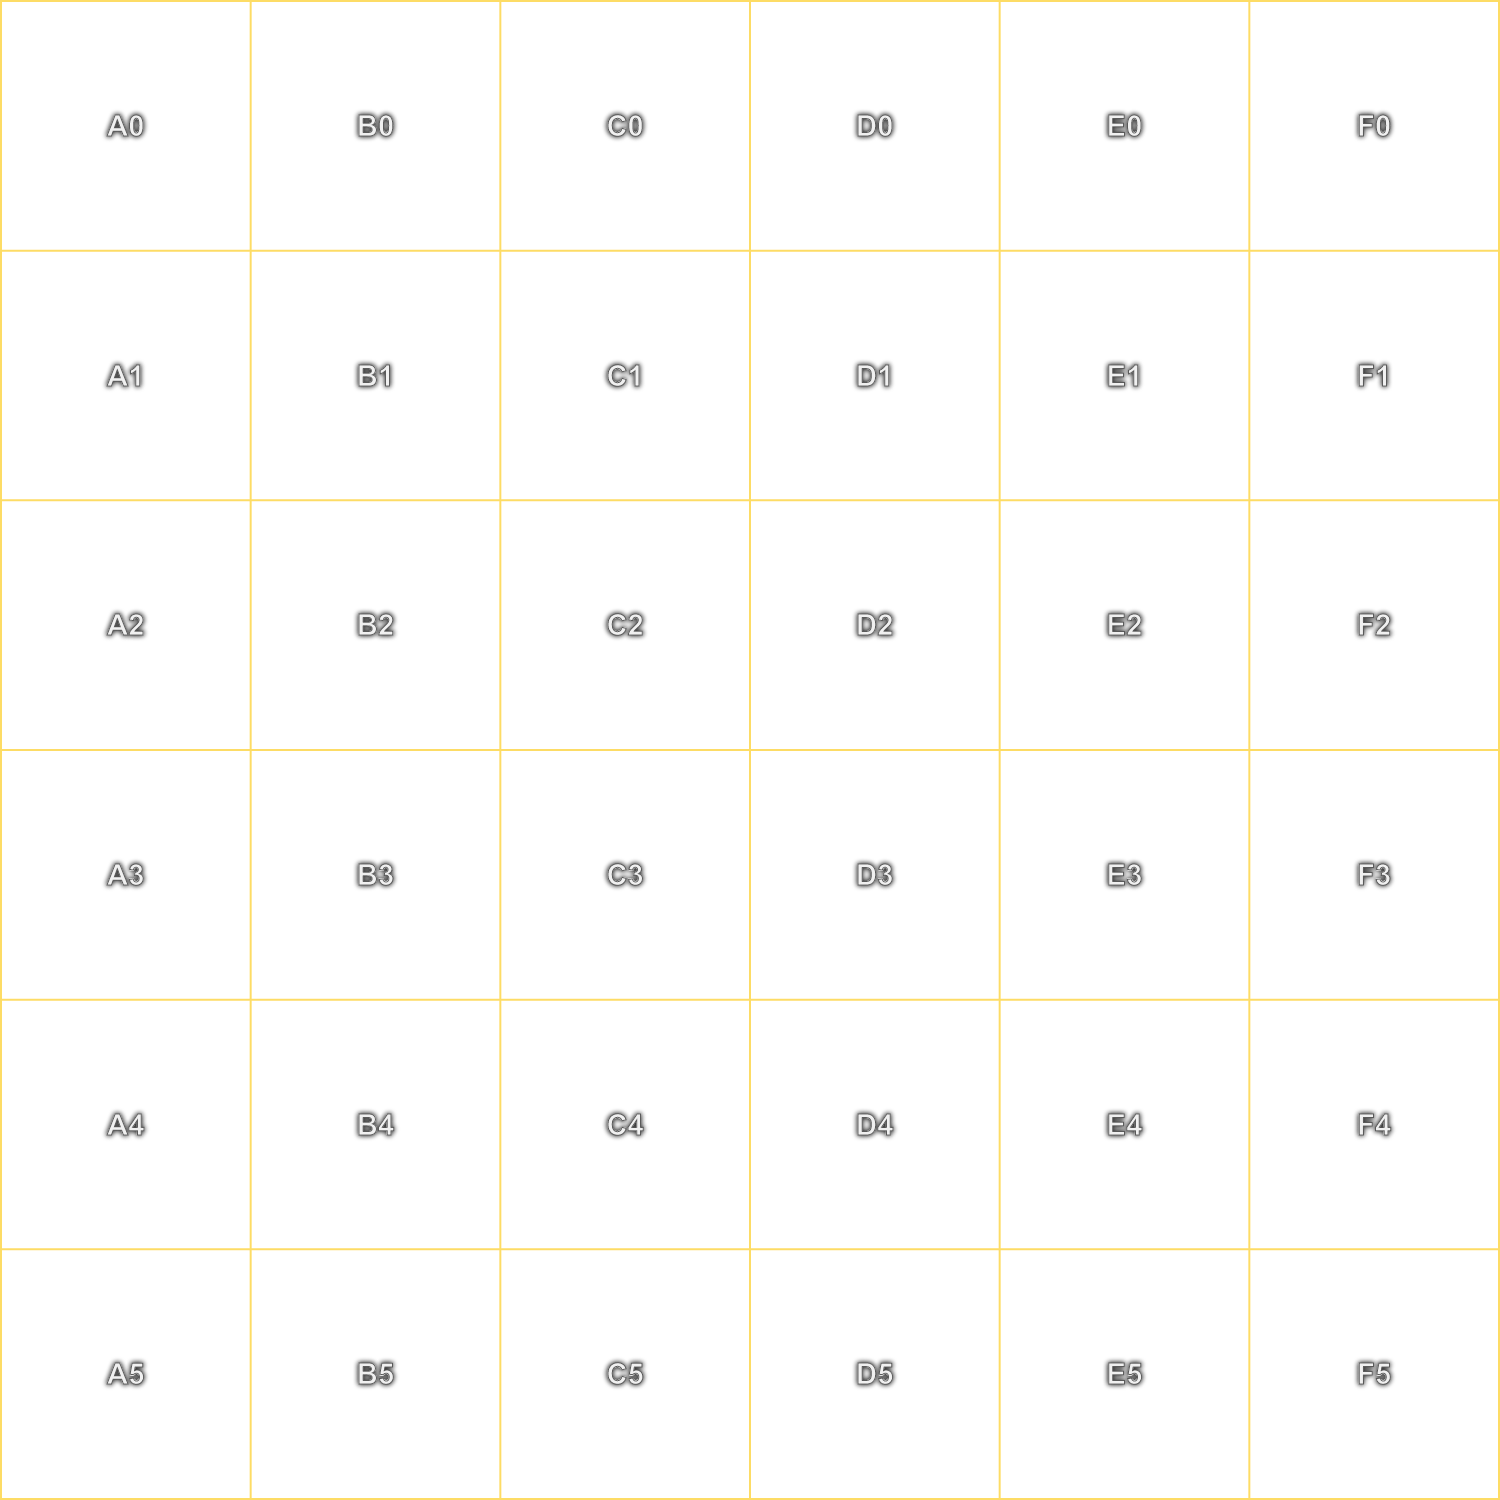 A0 B0 C0 D0 E0 F0
A1 B1 C1 D1 E1 F1
A2 B2 C2 D2 E2 F2
A3 B3 C3 D3 E3 F3
A4 B4 C4 D4 E4 F4
A5 B5 C5 D5 E5 F5